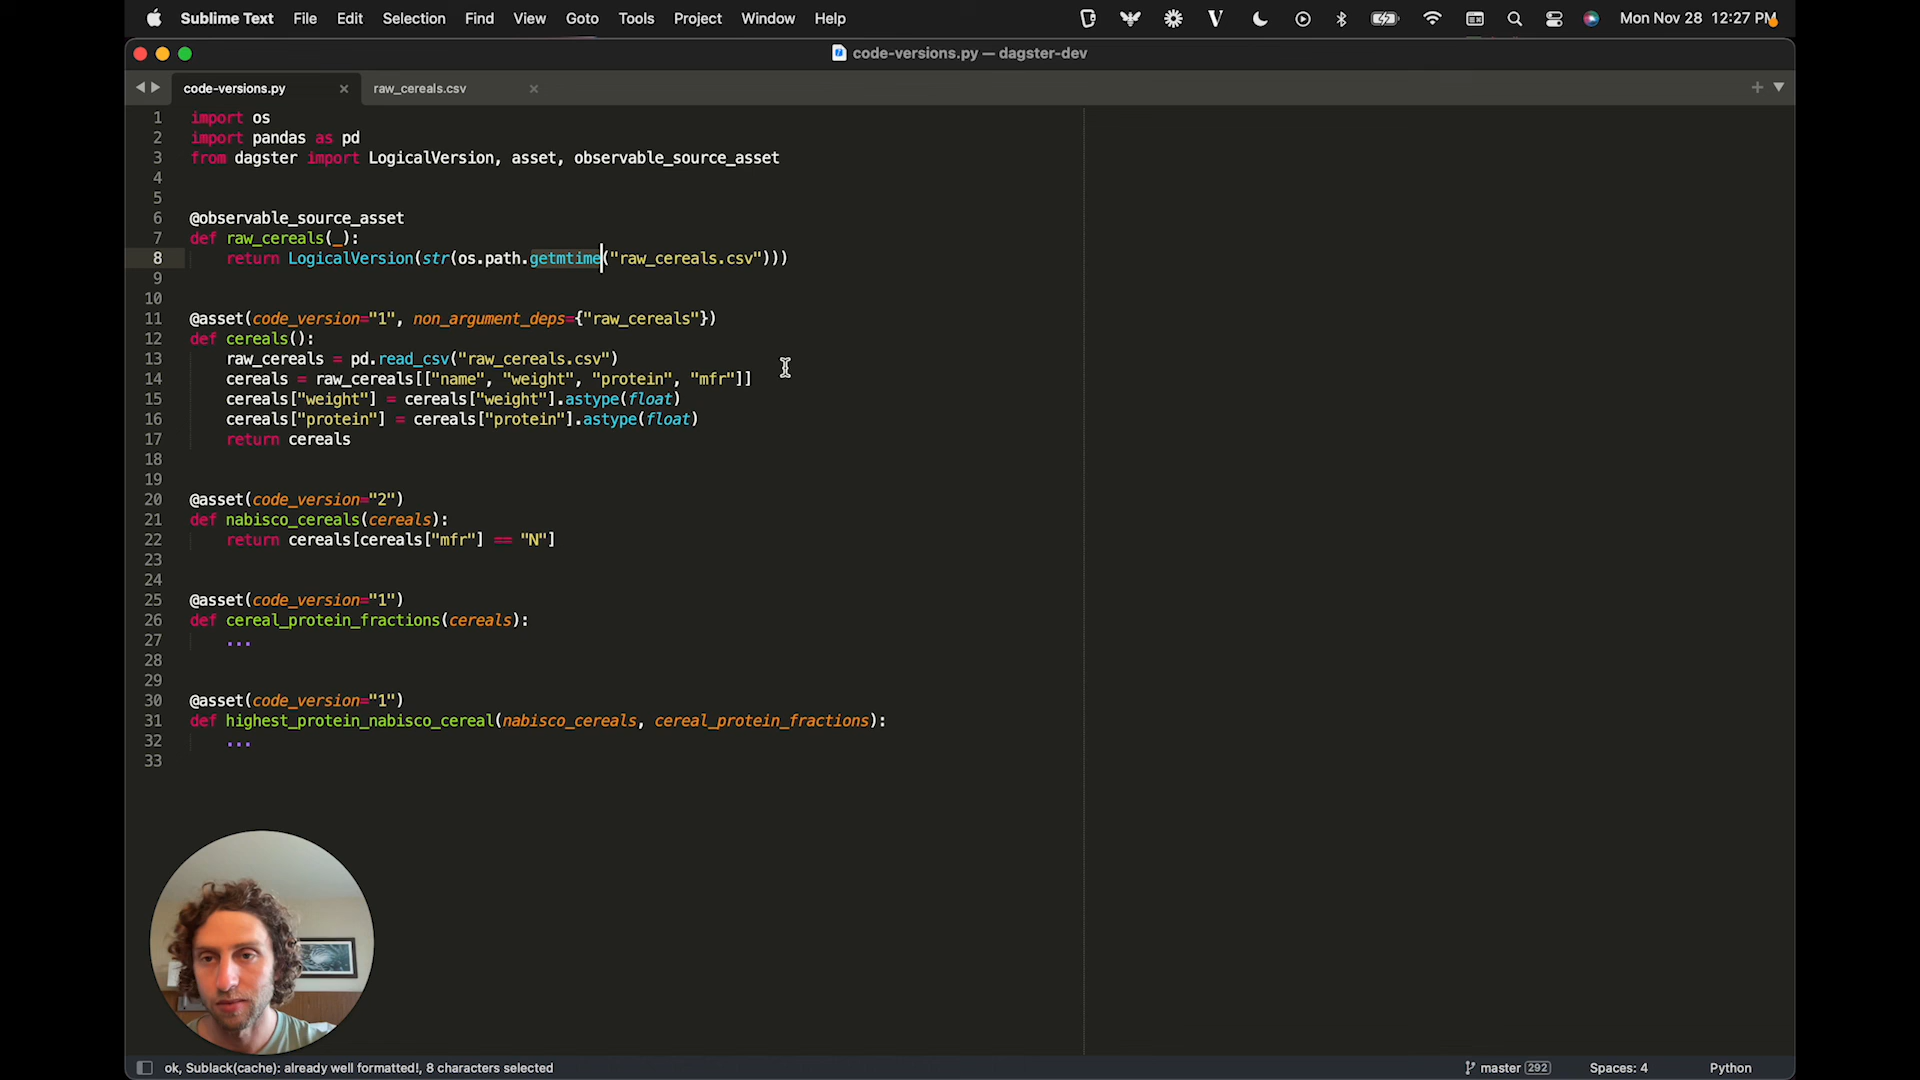 Sublime Text File Edit Selection Find View Goto Tools Project Window Help Mon Nov 28 12:27 PM
code-versions.py — dagster-dev
code-versions.py × raw_cereals.csv ×
1 import os
2 import pandas as pd
3 from dagster import LogicalVersion, asset, observable_source_asset
4
5
6 @observable_source_asset
7 def raw_cereals(_):
8 return LogicalVersion(str(os.path.getmtime("raw_cereals.csv")))
9
10
11 @asset(code_version="1", non_argument_deps={"raw_cereals"})
12 def cereals():
13 raw_cereals = pd.read_csv("raw_cereals.csv")
14 cereals = raw_cereals[["name", "weight", "protein", "mfr"]]
15 cereals["weight"] = cereals["weight"].astype(float)
16 cereals["protein"] = cereals["protein"].astype(float)
17 return cereals
18
19
20 @asset(code_version="2")
21 def nabisco_cereals(cereals):
22 return cereals[cereals["mfr"] == "N"]
23
24
25 @asset(code_version="1")
26 def cereal_protein_fractions(cereals):
27 ...
28
29
30 @asset(code_version="1")
31 def highest_protein_nabisco_cereal(nabisco_cereals, cereal_protein_fractions):
32 ...
33
ok, Sublack(cache): already well formatted!, 8 characters selected master 292 Spaces: 4 Python